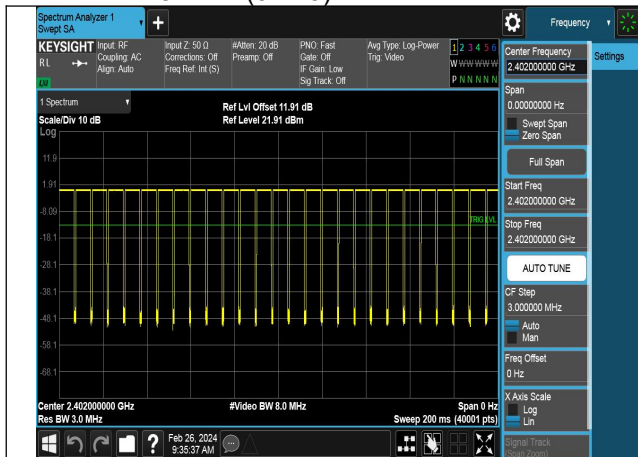 Spectrum Analyzer 1
Swept SA
Frequency
KEYSIGHT
Input: RF
Input Z: 50 Ω
#Atten: 20 dB
PNO: Fast
Avg Type: Log-Power
1 2 3 4 5 6
RL
Coupling: AC
Corrections: Off
Preamp: Off
Gate: Off
Trig: Video
W W W W W W
Align: Auto
Freq Ref: Int (S)
IF Gain: Low
P N N N N N
Sig Track: Off
1 Spectrum
Ref Lvl Offset 11.91 dB
Scale/Div 10 dB
Ref Level 21.91 dBm
Log
11.9
1.91
-8.09
TRIG LVL
-18.1
-28.1
-38.1
-48.1
-58.1
-68.1
Center 2.402000000 GHz
#Video BW 8.0 MHz
Span 0 Hz
Res BW 3.0 MHz
Sweep 200 ms (40001 pts)
?
Feb 26, 2024
9:35:37 AM
Center Frequency
2.402000000 GHz
Settings
Span
0.00000000 Hz
Swept Span
Zero Span
Full Span
Start Freq
2.402000000 GHz
Stop Freq
2.402000000 GHz
AUTO TUNE
CF Step
3.000000 MHz
Auto
Man
Freq Offset
0 Hz
X Axis Scale
Log
Lin
Signal Track
(Span Zoom)